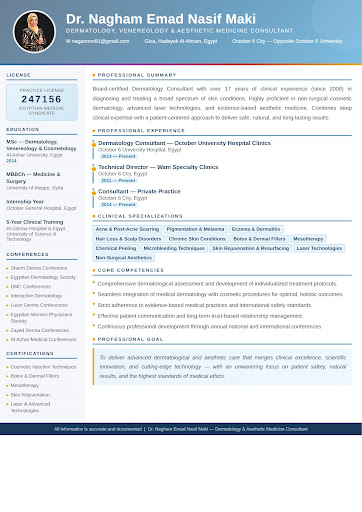 Dr. Nagham Emad Nasif Maki
DERMATOLOGY, VENEREOLOGY & AESTHETIC MEDICINE CONSULTANT
nagammm81@gmail.com Giza, Hadayek Al-Ahram, Egypt October 6 City — Opposite October 6 University
LICENSE
PRACTICE LICENSE
247156
EGYPTIAN MEDICAL
SYNDICATE
EDUCATION
MSc — Dermatology,
Venereology & Cosmetology
Al-Azhar University, Egypt
2014
MBBCh — Medicine &
Surgery
University of Aleppo, Syria
Internship Year
October General Hospital, Egypt
5-Year Clinical Training
Al-Zahraa Hospital & Egypt
University of Science &
Technology
CONFERENCES
Sharm Derma Conference
Egyptian Dermatology Society
DMC Conferences
Interactive Dermatology
Luxor Derma Conferences
Egyptian Women Physicians
Society
Zayed Derma Conferences
Al-Azhar Medical Conferences
CERTIFICATIONS
Cosmetic Injection Techniques
Botox & Dermal Fillers
Mesotherapy
Skin Rejuvenation
Laser & Advanced
Technologies
PROFESSIONAL SUMMARY
Board-certified Dermatology Consultant with over 17 years of clinical experience (since 2008) in
diagnosing and treating a broad spectrum of skin conditions. Highly proficient in non-surgical cosmetic
dermatology, advanced laser technologies, and evidence-based aesthetic medicine. Combines deep
clinical expertise with a patient-centered approach to deliver safe, natural, and long-lasting results.
PROFESSIONAL EXPERIENCE
Dermatology Consultant — October University Hospital Clinics
October 6 University Hospital, Egypt
2014 — Present
Technical Director — Wam Specialty Clinics
October 6 City, Egypt
2011 — Present
Consultant — Private Practice
October 6 City, Egypt
2014 — Present
CLINICAL SPECIALIZATIONS
Acne & Post-Acne Scarring Pigmentation & Melasma Eczema & Dermatitis
Hair Loss & Scalp Disorders Chronic Skin Conditions Botox & Dermal Fillers Mesotherapy
Chemical Peeling Microbleeding Techniques Skin Rejuvenation & Resurfacing Laser Technologies
Non-Surgical Aesthetics
CORE COMPETENCIES
Comprehensive dermatological assessment and development of individualized treatment protocols.
Seamless integration of medical dermatology with cosmetic procedures for optimal, holistic outcomes.
Strict adherence to evidence-based medical practices and international safety standards.
Effective patient communication and long-term trust-based relationship management.
Continuous professional development through annual national and international conferences.
PROFESSIONAL GOAL
To deliver advanced dermatological and aesthetic care that merges clinical excellence, scientific
innovation, and cutting-edge technology — with an unwavering focus on patient safety, natural
results, and the highest standards of medical ethics.
All information is accurate and documented | Dr. Nagham Emad Nasif Maki — Dermatology & Aesthetic Medicine Consultant